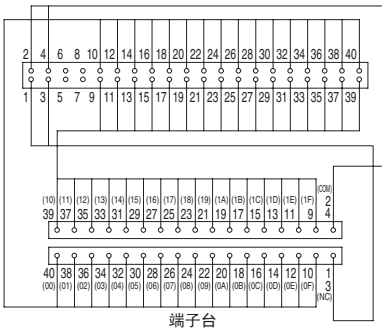 2 4 6 8 10 12 14 16 18 20 22 24 26 28 30 32 34 36 38 40
1 3 5 7 9 11 13 15 17 19 21 23 25 27 29 31 33 35 37 39
(10) (11) (12) (13) (14) (15) (16) (17) (18) (19) (1A) (1B) (1C) (1D) (1E) (1F) (COM)
2
39 37 35 33 31 29 27 25 23 21 19 17 15 13 11 9 4
40 38 36 34 32 30 28 26 24 22 20 18 16 14 12 10 1
(00) (01) (02) (03) (04) (05) (06) (07) (08) (09) (0A) (0B) (0C) (0D) (0E) (0F) 3
(NC)
端子台